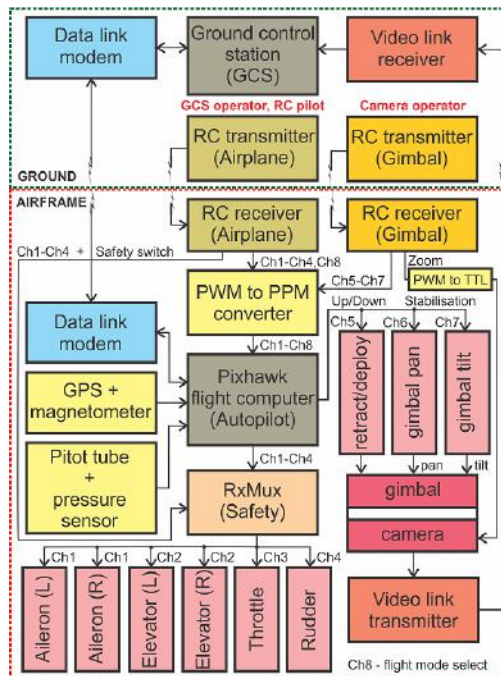 Data link
modem
Ground control
station
(GCS)
Video link
receiver
GCS operator, RC pilot
Camera operator
RC transmitter
(Airplane)
RC transmitter
(Gimbal)
GROUND
AIRFRAME
RC receiver
(Airplane)
RC receiver
(Gimbal)
Ch1-Ch4 + Safety switch
Ch1-Ch4,Ch8
Ch5-Ch7
Zoom
PWM to TTL
PWM to PPM
converter
Up/Down
Stabilisation
Ch5
Ch6
Ch7
Data link
modem
Ch1-Ch8
GPS +
magnetometer
Pixhawk
flight computer
(Autopilot)
retract/deploy
gimbal pan
gimbal tilt
Pitot tube
+
pressure
sensor
Ch1-Ch4
pan
tilt
RxMux
(Safety)
gimbal
camera
Ch1
Ch1
Ch2
Ch2
Ch3
Ch4
Aileron (L)
Aileron (R)
Elevator (L)
Elevator (R)
Throttle
Rudder
Video link
transmitter
Ch8 - flight mode select